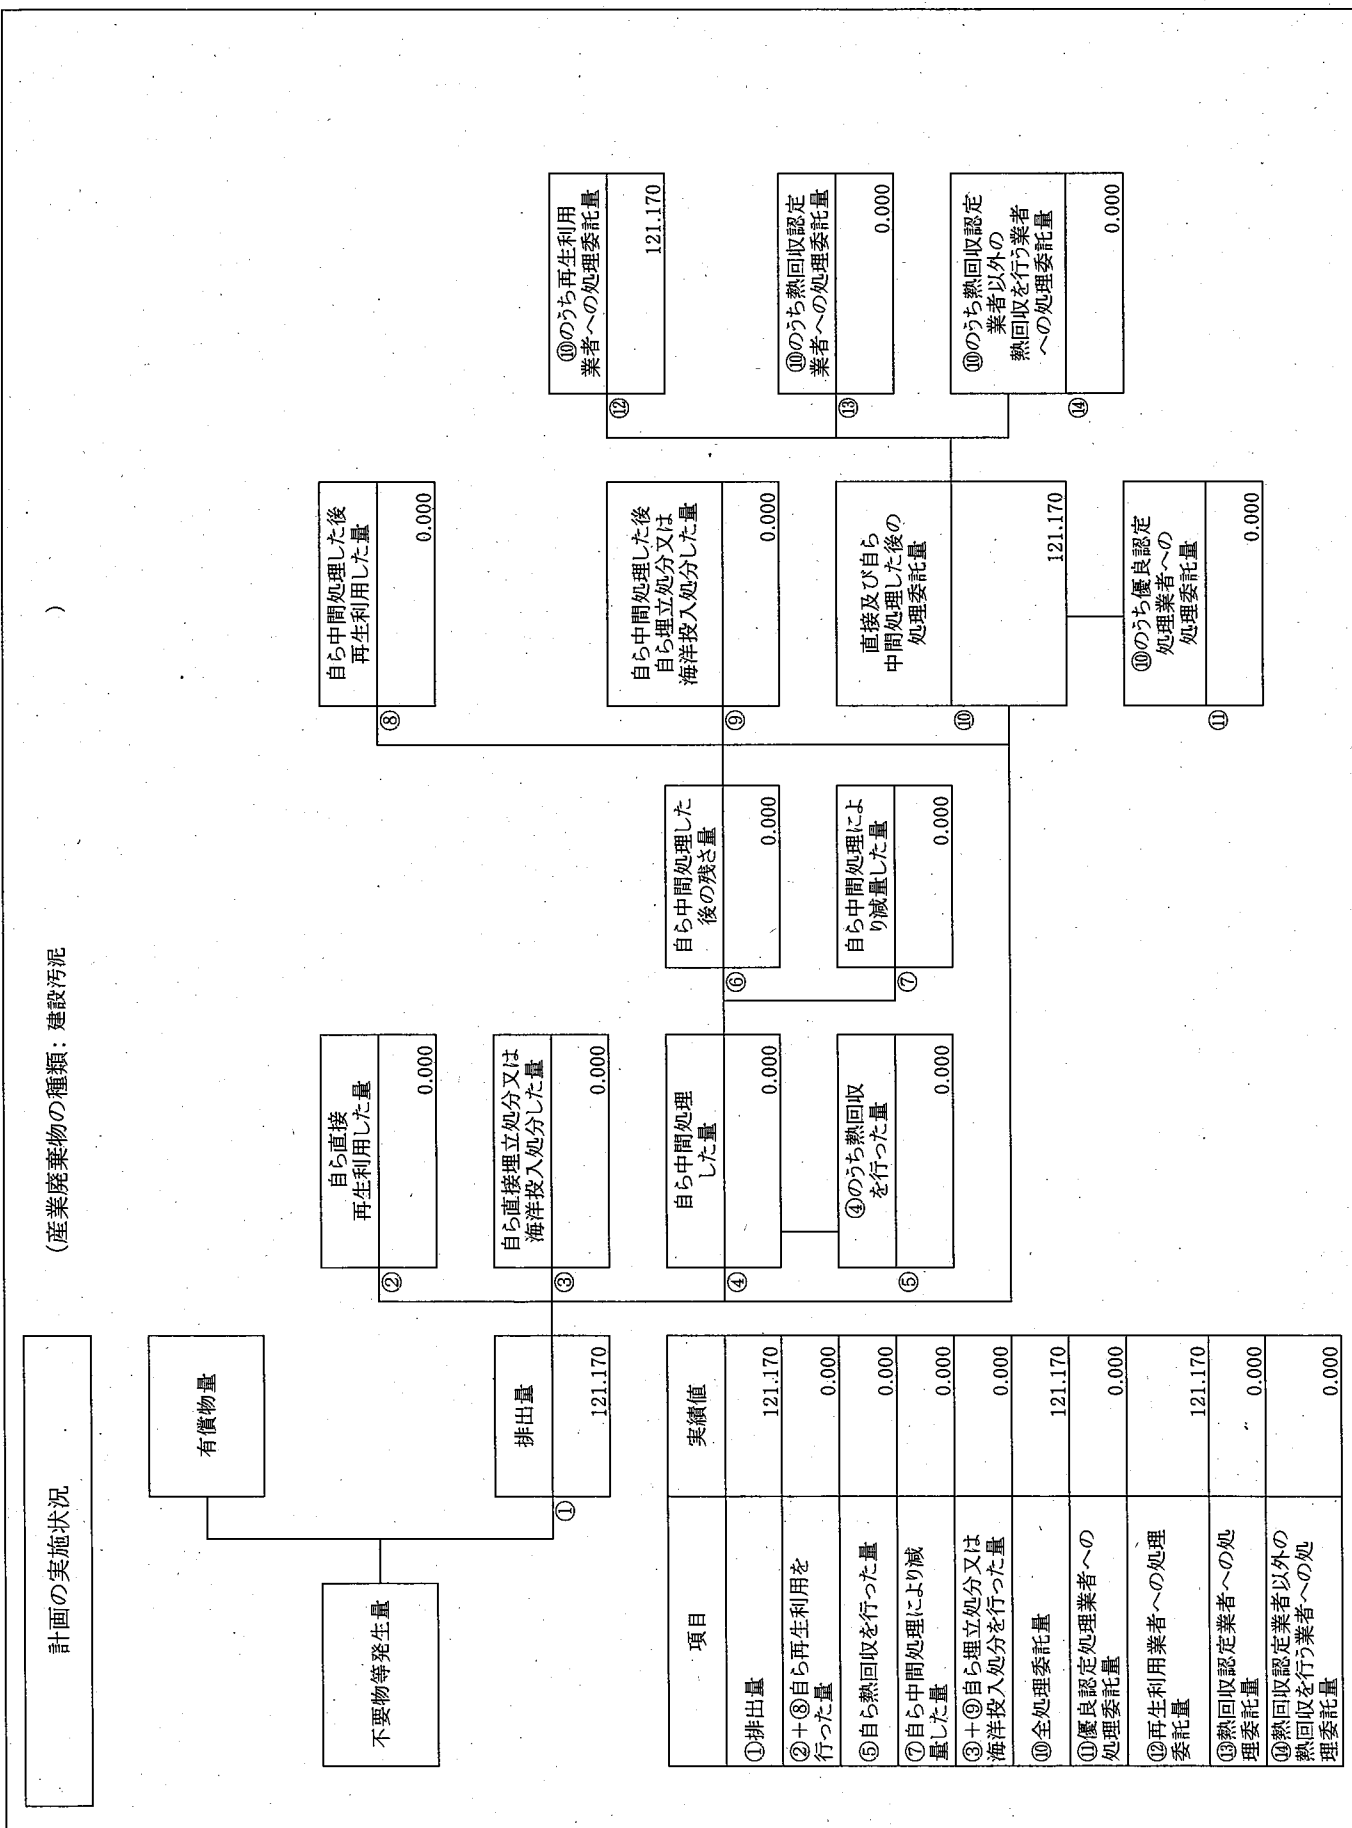 計画の実施状況
(産業廃棄物の種類：建設汚泥　　　　)
不要物等発生量
有償物量
排出量
①
121.170
自ら直接
再生利用した量
②
0.000
自ら直接埋立処分又は
海洋投入処分した量
③
0.000
自ら中間処理
した量
④
0.000
④のうち熱回収
を行った量
⑤
0.000
自ら中間処理した
後の残さ量
⑥
0.000
自ら中間処理によ
り減量した量
⑦
0.000
自ら中間処理した後
再生利用した量
⑧
0.000
自ら中間処理した後
自ら埋立処分又は
海洋投入処分した量
⑨
0.000
直接及び自ら
中間処理した後の
処理委託量
⑩
121.170
⑩のうち優良認定
処理業者への
処理委託量
⑪
0.000
⑩のうち再生利用
業者への処理委託量
⑫
121.170
⑩のうち熱回収認定
業者への処理委託量
⑬
0.000
⑩のうち熱回収認定
業者以外の
熱回収を行う業者
への処理委託量
⑭
0.000
項目 実績値
①排出量 121.170
②＋⑧自ら再生利用を
行った量 0.000
⑤自ら熱回収を行った量 0.000
⑦自ら中間処理により減
量した量 0.000
③＋⑨自ら埋立処分又は
海洋投入処分を行った量 0.000
⑩全処理委託量 121.170
⑪優良認定処理業者への
処理委託量 0.000
⑫再生利用業者への処理
委託量 121.170
⑬熱回収認定業者への処
理委託量 0.000
⑭熱回収認定業者以外の
熱回収を行う業者への処
理委託量 0.000